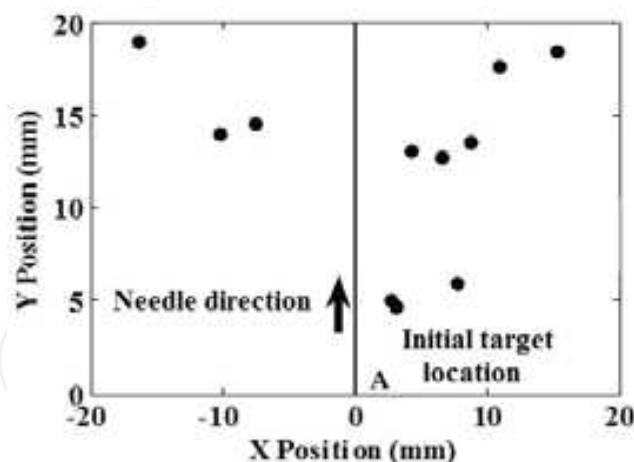 20
15
10
5
0
Y Position (mm)
Needle direction
Initial target
location
A
-20
-10
0
10
20
X Position (mm)